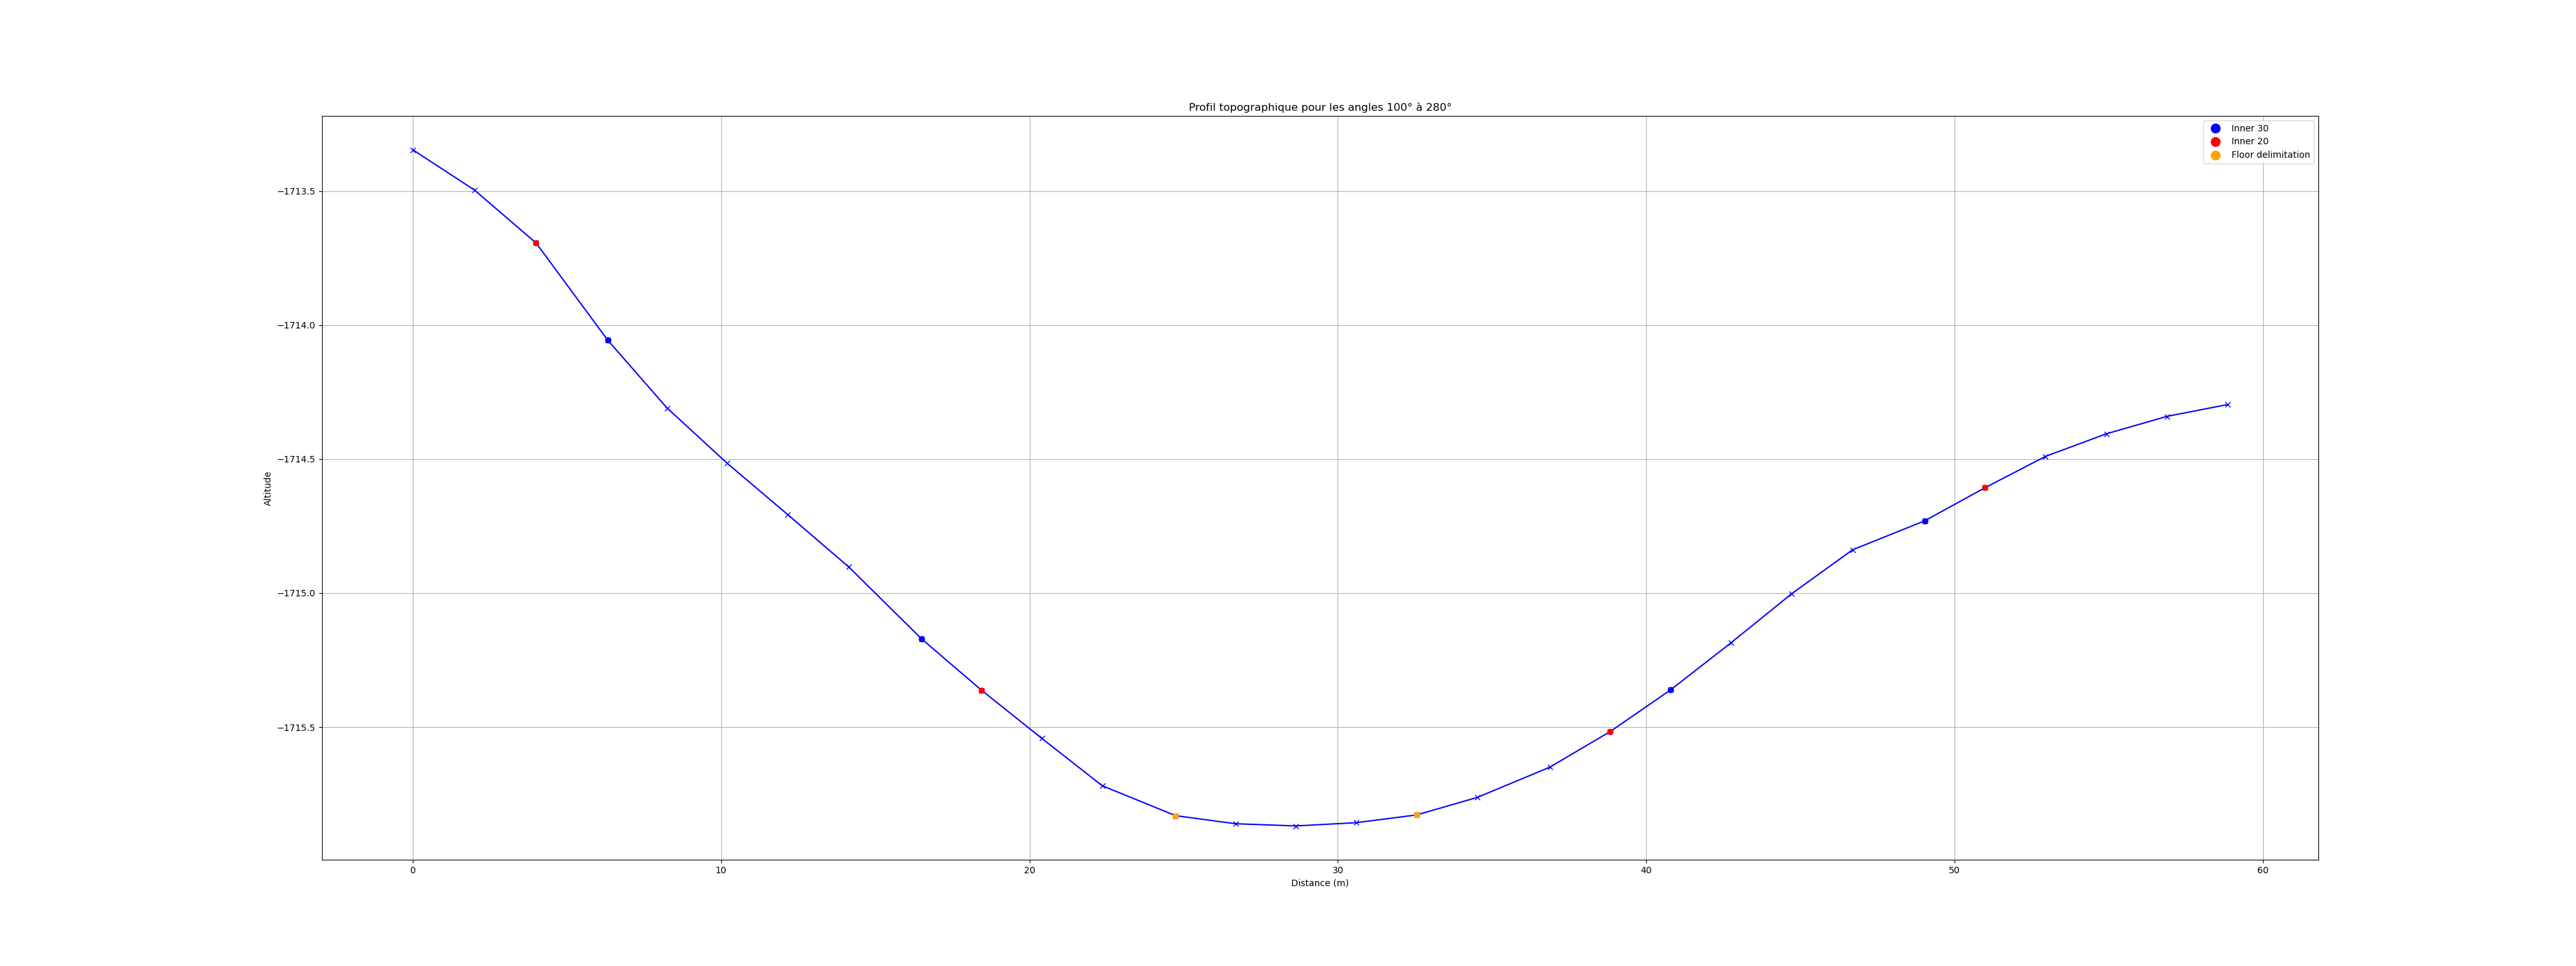 Profil topographique pour les angles 100° à 280°
Inner 30
Inner 20
Floor delimitation
−1713.5
−1714.0
−1714.5
−1715.0
−1715.5
Altitude
0 10 20 30 40 50 60
Distance (m)